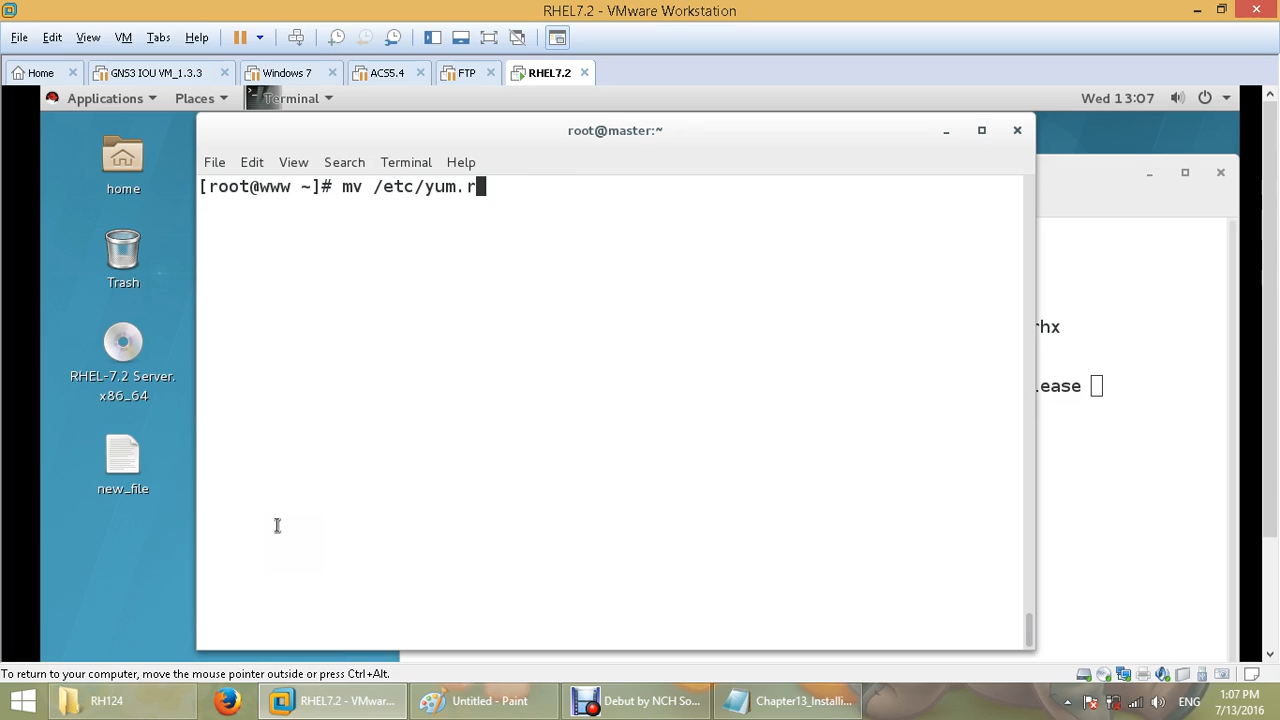 RHEL7.2 - VMware Workstation
File Edit View VM Tabs Help
Home GNS3 IOU VM_1.3.3 Windows 7 ACS5.4 FTP RHEL7.2
Applications Places Terminal Wed 13:07
root@master:~
File Edit View Search Terminal Help
[root@www ~]# mv /etc/yum.r
home
Trash
RHEL-7.2 Server.
x86_64
new_file
rhx
ease
To return to your computer, move the mouse pointer outside or press Ctrl+Alt.
RH124 RHEL7.2 - VMwar... Untitled - Paint Debut by NCH So... Chapter13_Installi... ENG 1:07 PM
7/13/2016